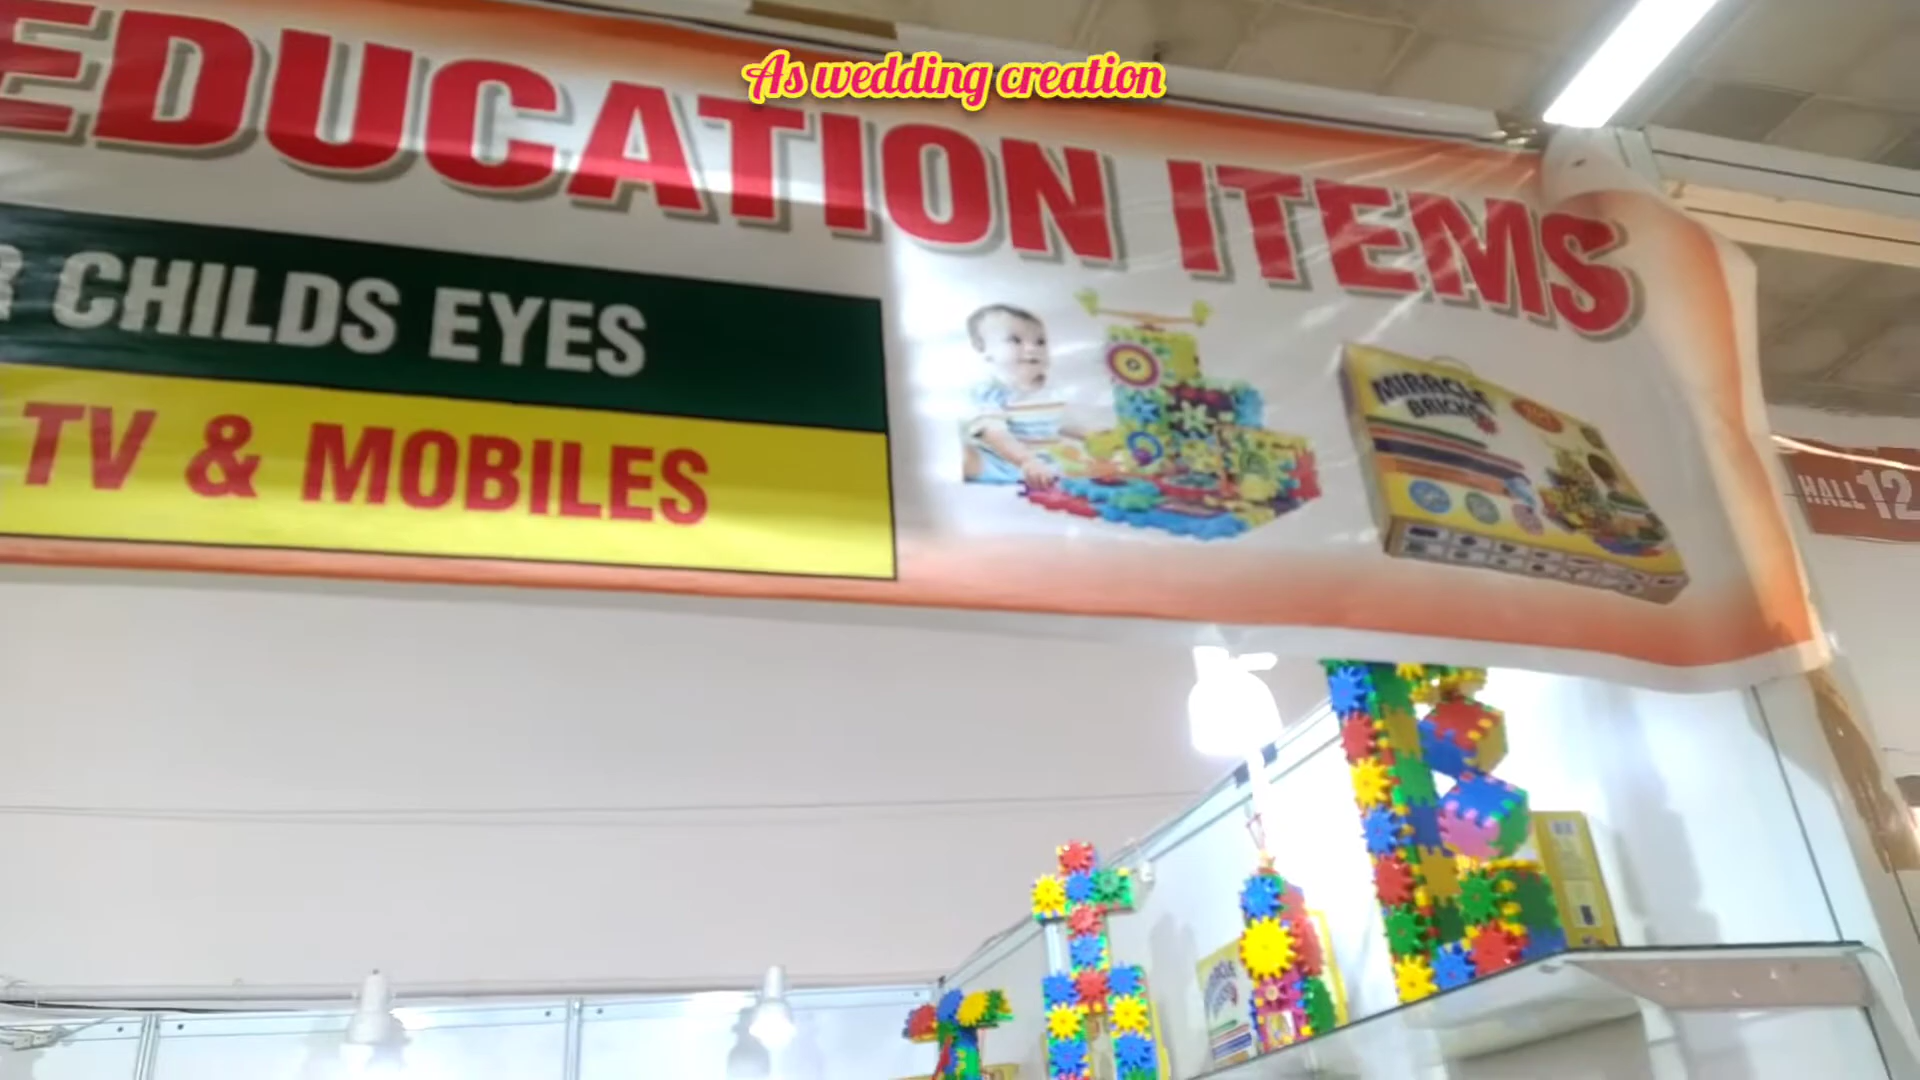 As wedding creation
EDUCATION ITEMS
CHILDS EYES
TV & MOBILES
MIRACLE
BRICKS
HALL 12